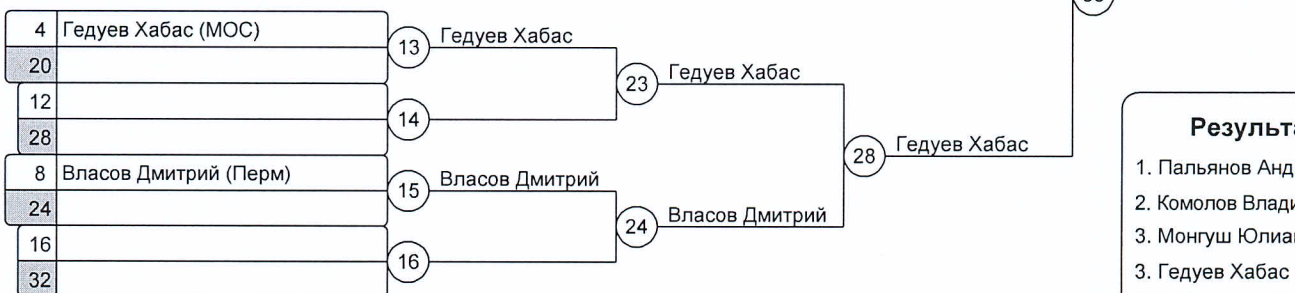 4 Гедуев Хабас (МОС)
20
12
28
8 Власов Дмитрий (Перм)
24
16
32
13 Гедуев Хабас
14
15 Власов Дмитрий
16
23 Гедуев Хабас
24 Власов Дмитрий
28 Гедуев Хабас
Результа
1. Пальянов Анд
2. Комолов Влади
3. Монгуш Юлиа
3. Гедуев Хабас